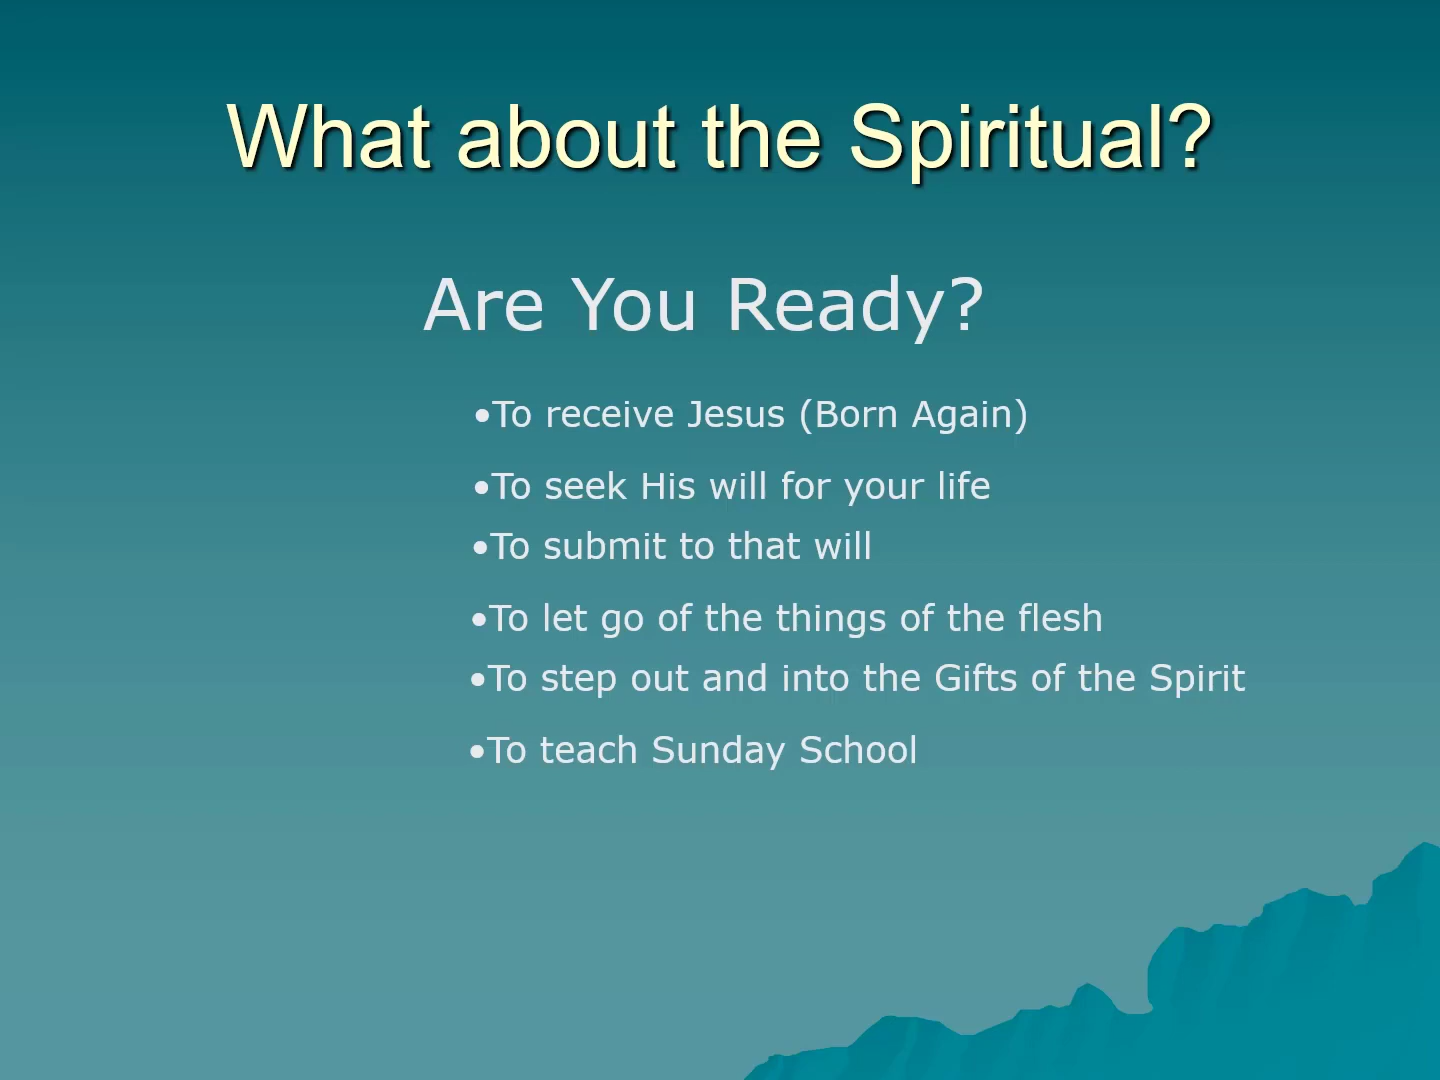 What about the Spiritual?
Are You Ready?
•To receive Jesus (Born Again)
•To seek His will for your life
•To submit to that will
•To let go of the things of the flesh
•To step out and into the Gifts of the Spirit
•To teach Sunday School